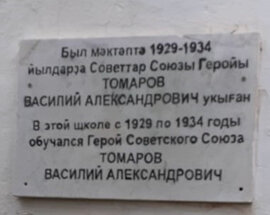 Был мәктәптә 1929-1934
йылдарҙа Советтар Союзы Геройы
ТОМАРОВ
ВАСИЛИЙ АЛЕКСАНДРОВИЧ уҡыған
В этой школе с 1929 по 1934 годы
обучался Герой Советского Союза
ТОМАРОВ
ВАСИЛИЙ АЛЕКСАНДРОВИЧ